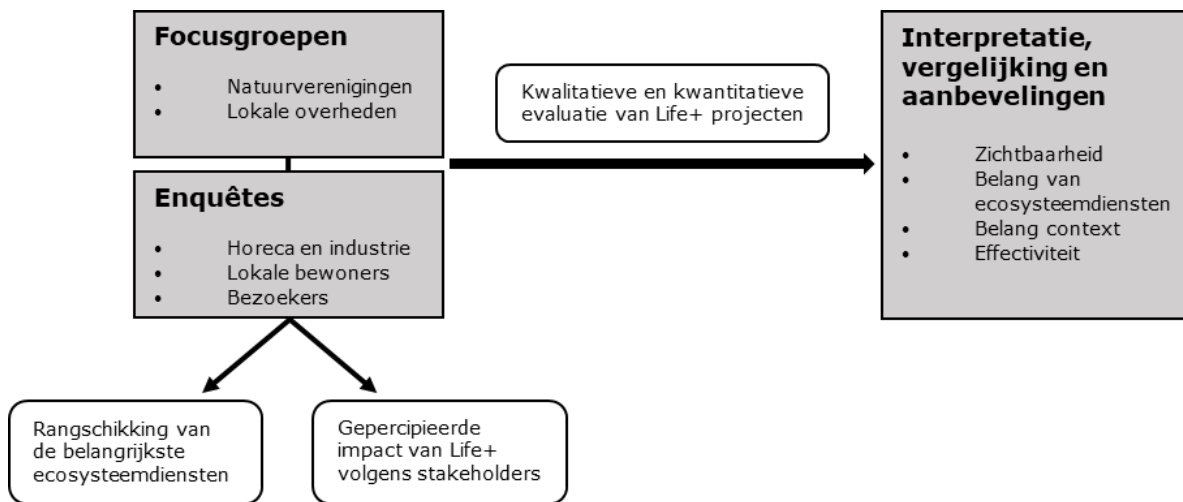 Focusgroepen
• Natuurverenigingen
• Lokale overheden
Enquêtes
• Horeca en industrie
• Lokale bewoners
• Bezoekers
Kwalitatieve en kwantitatieve
evaluatie van Life+ projecten
Interpretatie,
vergelijking en
aanbevelingen
• Zichtbaarheid
• Belang van
ecosysteemdiensten
• Belang context
• Effectiviteit
Rangschikking van
de belangrijkste
ecosysteemdiensten
Gepercipieerde
impact van Life+
volgens stakeholders